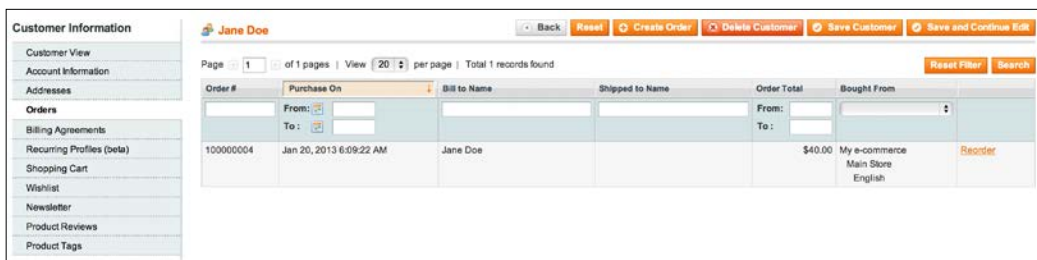 Customer Information
Customer View
Account Information
Addresses
Orders
Billing Agreements
Recurring Profiles (beta)
Shopping Cart
Wishlist
Newsletter
Product Reviews
Product Tags
Jane Doe
Back Reset Create Order Delete Customer Save Customer Save and Continue Edit
Page 1 of 1 pages | View 20 per page | Total 1 records found
Reset Filter Search
Order # Purchase On Bill to Name Shipped to Name Order Total Bought From
From: From:
To : To :
100000004 Jan 20, 2013 6:09:22 AM Jane Doe $40.00 My e-commerce Reorder
Main Store
English